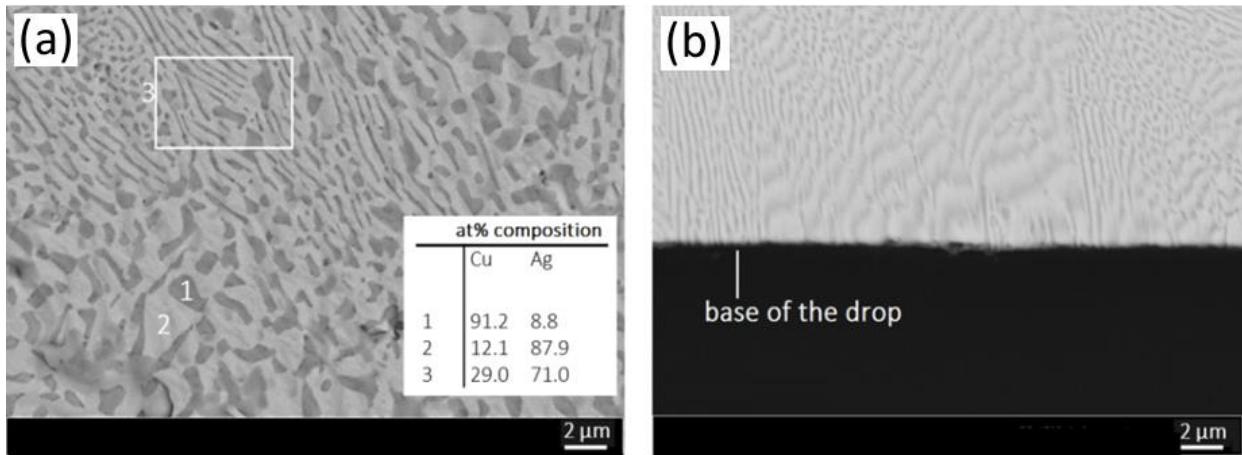 (a)
3
1
2
at% composition
Cu Ag
1 91.2 8.8
2 12.1 87.9
3 29.0 71.0
2 μm
(b)
base of the drop
2 μm